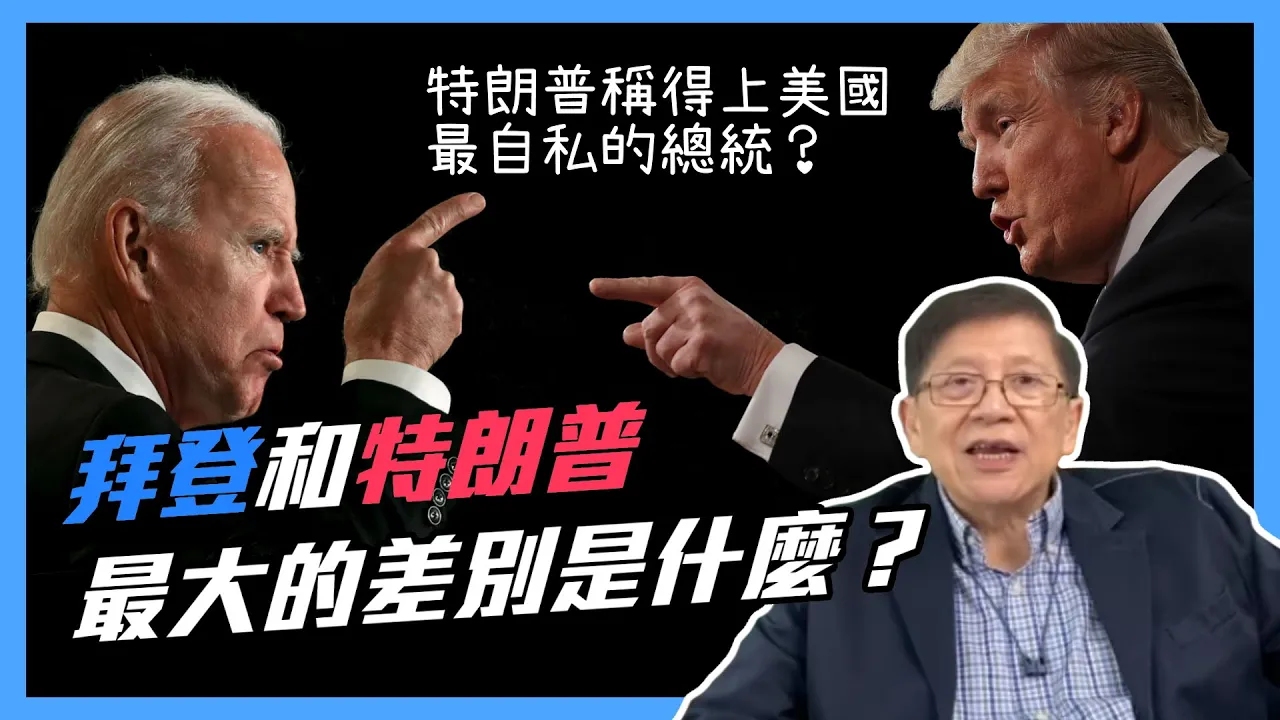 特朗普稱得上美國
最自私的總統？
拜登和特朗普
最大的差別是什麼？